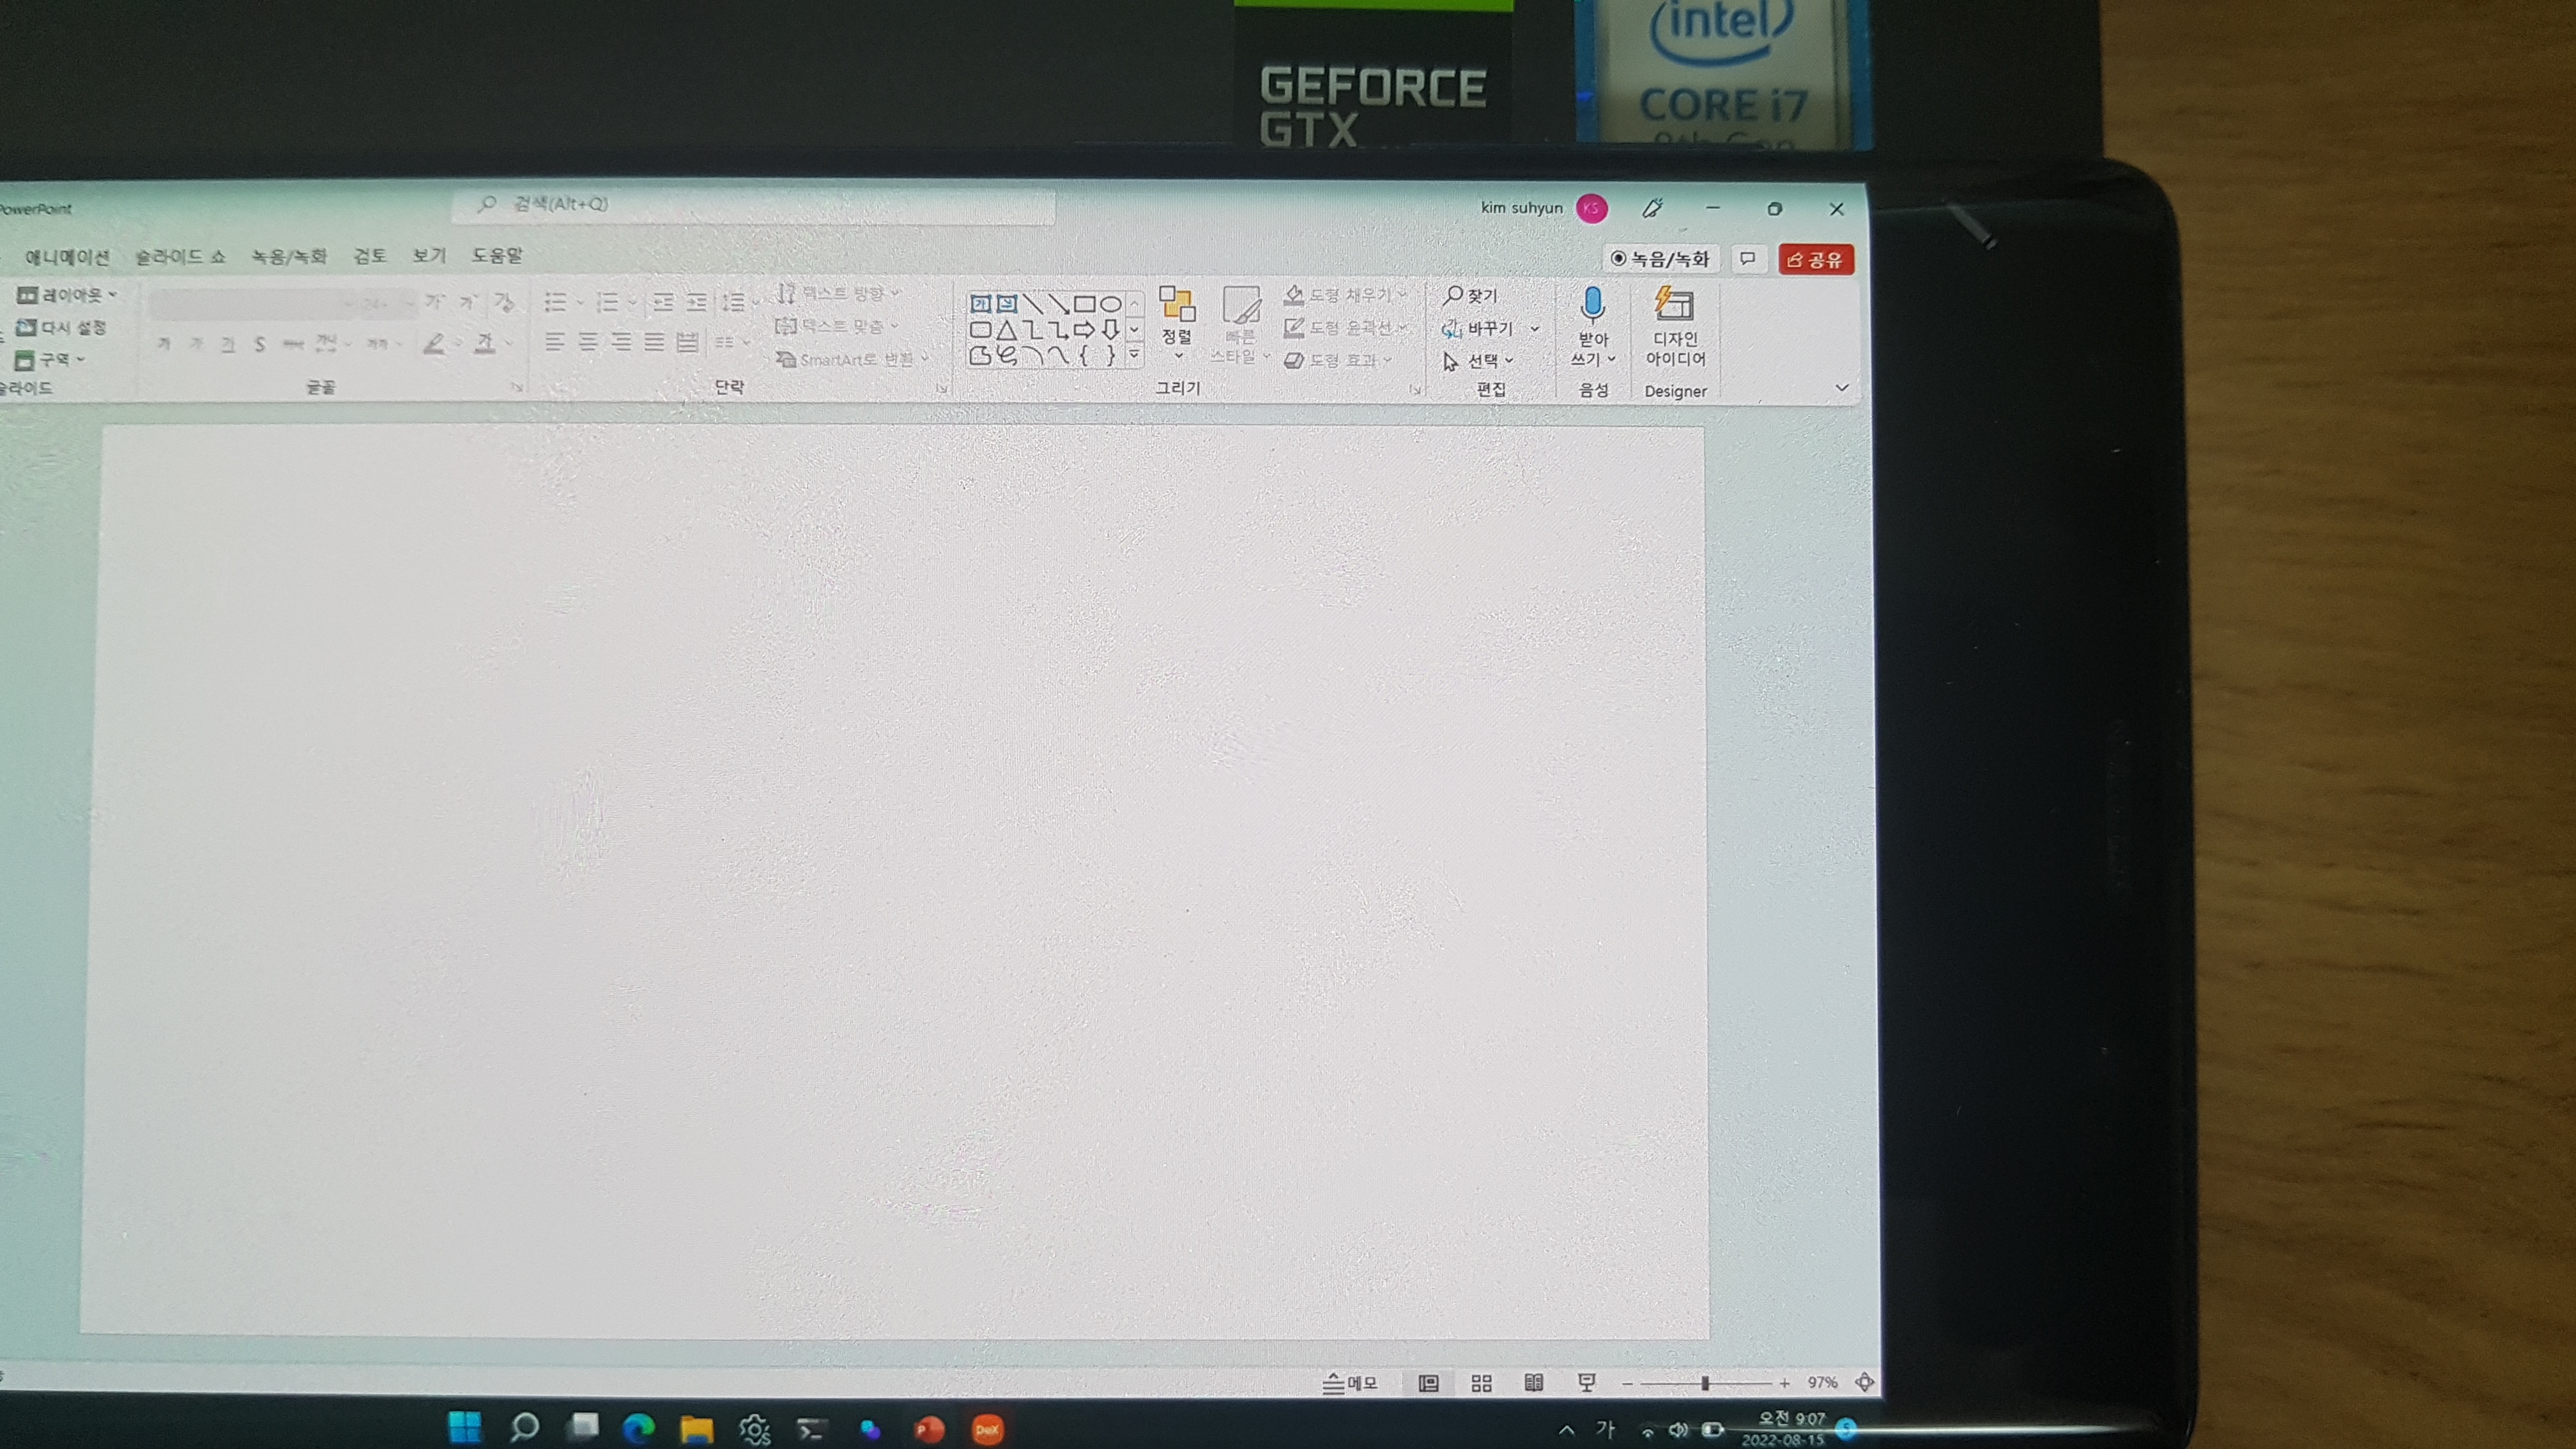 intel
GEFORCE
GTX
CORE i7
PowerPoint
검색(Alt+Q)
kim suhyun
KS
애니메이션 슬라이드 쇼 녹음/녹화 검토 보기 도움말
녹음/녹화
공유
레이아웃
다시 설정
구역
슬라이드
가 가 가 S
글꼴
텍스트 방향
텍스트 맞춤
SmartArt로 변환
단락
정렬
빠른
스타일
도형 채우기
도형 윤곽선
도형 효과
그리기
찾기
바꾸기
선택
편집
받아
쓰기
음성
디자인
아이디어
Designer
메모
97%
DeX
가
오전 9:07
2022-08-15